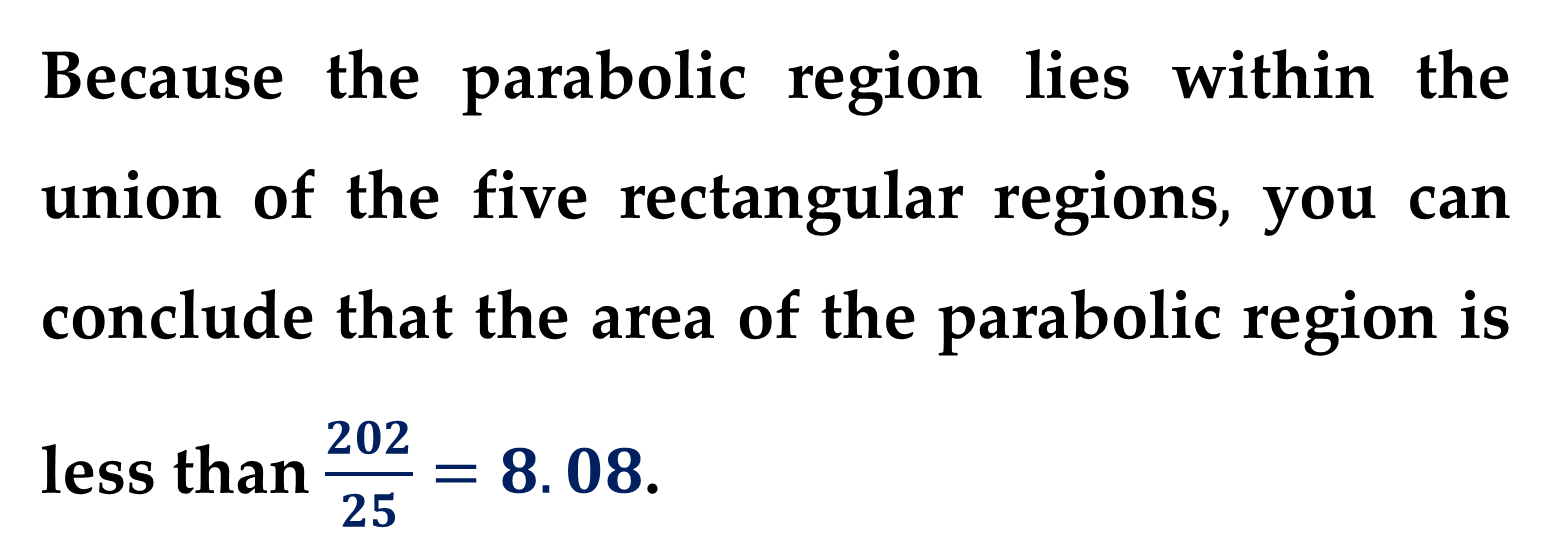 Because the parabolic region lies within the
union of the five rectangular regions, you can
conclude that the area of the parabolic region is
less than 202/25 = 8.08.